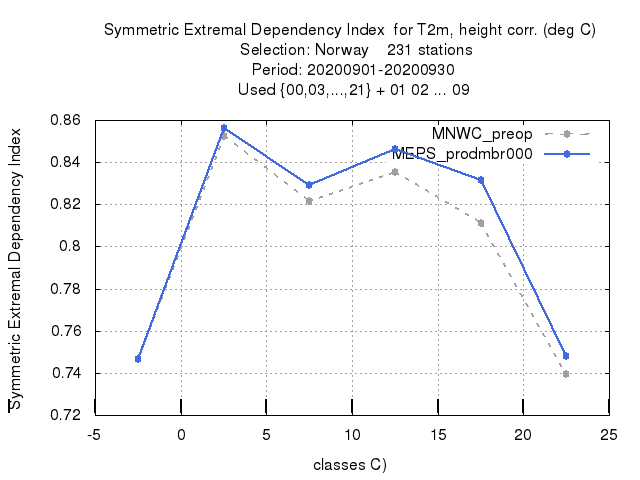 Symmetric Extremal Dependency Index for T2m, height corr. (deg C)
Selection: Norway 231 stations
Period: 20200901-20200930
Used {00,03,...,21} + 01 02 ... 09
Symmetric Extremal Dependency Index
0.86
0.84
0.82
0.8
0.78
0.76
0.74
0.72
MNWC_preop
MEPS_prodmbr000
-5 0 5 10 15 20 25
classes C)